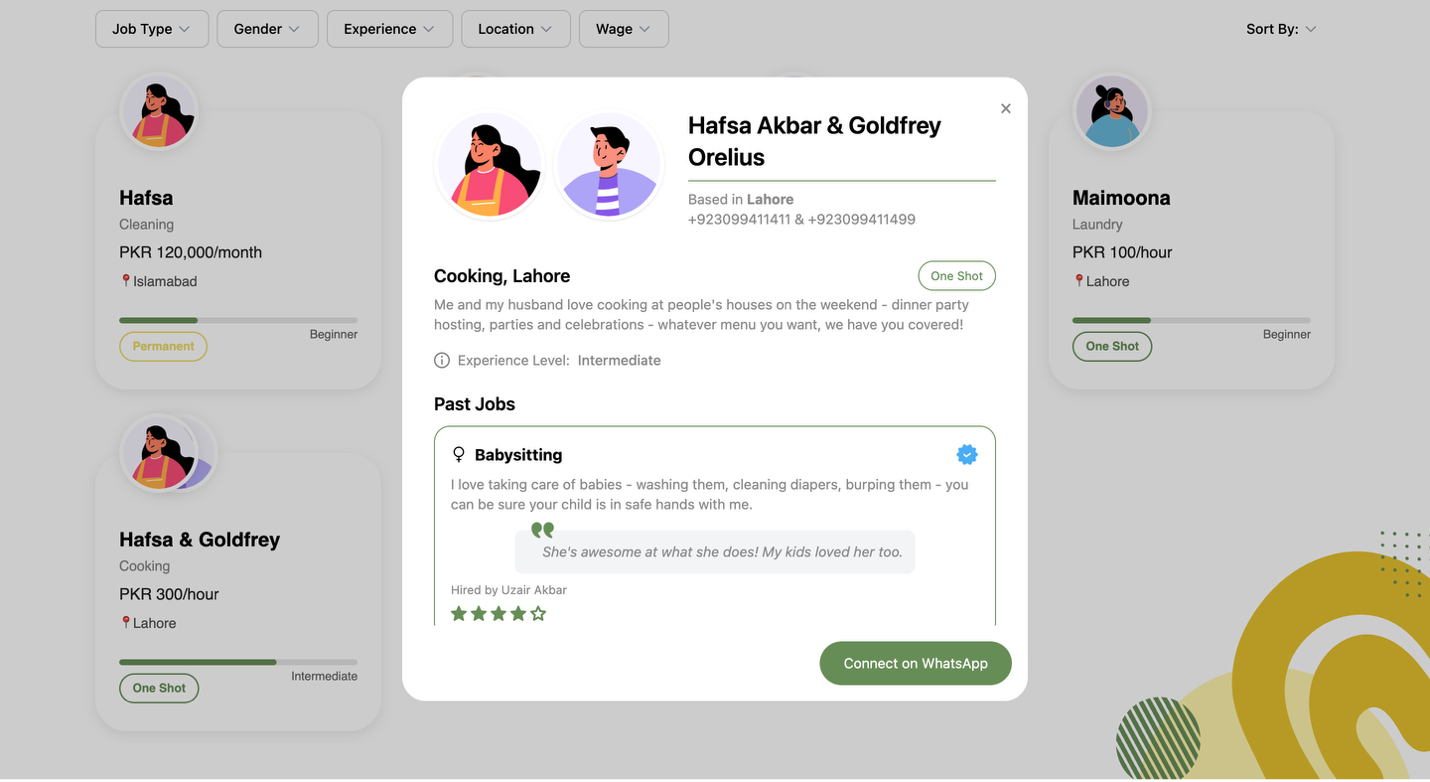 Job Type
Gender
Experience
Location
Wage
Sort By:
Hafsa
Cleaning
PKR 120,000/month
Islamabad
Beginner
Permanent
Hafsa & Goldfrey
Cooking
PKR 300/hour
Lahore
Intermediate
One Shot
Hafsa Akbar & Goldfrey
Orelius
Based in Lahore
+923099411411 & +923099411499
Cooking, Lahore
One Shot
Me and my husband love cooking at people's houses on the weekend - dinner party
hosting, parties and celebrations - whatever menu you want, we have you covered!
Experience Level: Intermediate
Past Jobs
Babysitting
I love taking care of babies - washing them, cleaning diapers, burping them - you
can be sure your child is in safe hands with me.
She's awesome at what she does! My kids loved her too.
Hired by Uzair Akbar
Connect on WhatsApp
Maimoona
Laundry
PKR 100/hour
Lahore
Beginner
One Shot